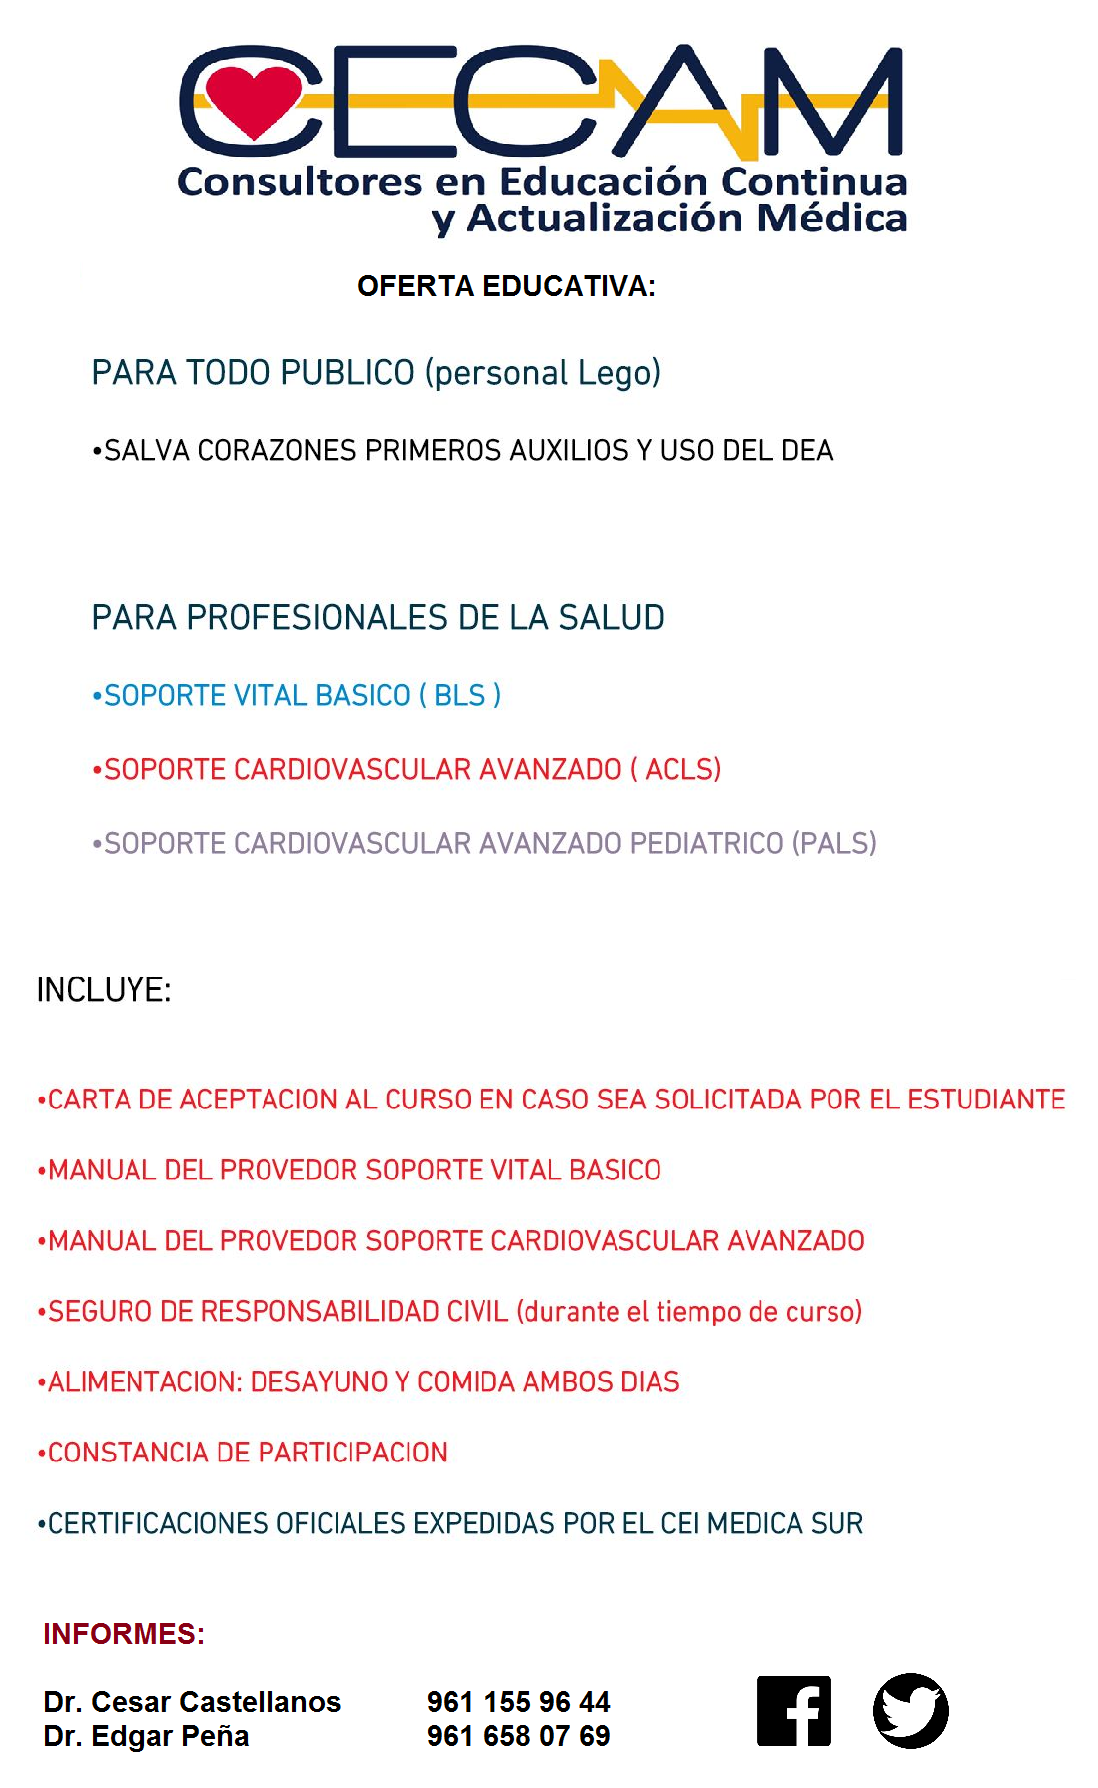 CECAM
Consultores en Educación Continua
y Actualización Médica
OFERTA EDUCATIVA:
PARA TODO PUBLICO (personal Lego)
•SALVA CORAZONES PRIMEROS AUXILIOS Y USO DEL DEA
PARA PROFESIONALES DE LA SALUD
•SOPORTE VITAL BASICO ( BLS )
•SOPORTE CARDIOVASCULAR AVANZADO ( ACLS)
•SOPORTE CARDIOVASCULAR AVANZADO PEDIATRICO (PALS)
INCLUYE:
•CARTA DE ACEPTACION AL CURSO EN CASO SEA SOLICITADA POR EL ESTUDIANTE
•MANUAL DEL PROVEDOR SOPORTE VITAL BASICO
•MANUAL DEL PROVEDOR SOPORTE CARDIOVASCULAR AVANZADO
•SEGURO DE RESPONSABILIDAD CIVIL (durante el tiempo de curso)
•ALIMENTACION: DESAYUNO Y COMIDA AMBOS DIAS
•CONSTANCIA DE PARTICIPACION
•CERTIFICACIONES OFICIALES EXPEDIDAS POR EL CEI MEDICA SUR
INFORMES:
Dr. Cesar Castellanos 961 155 96 44
Dr. Edgar Peña 961 658 07 69